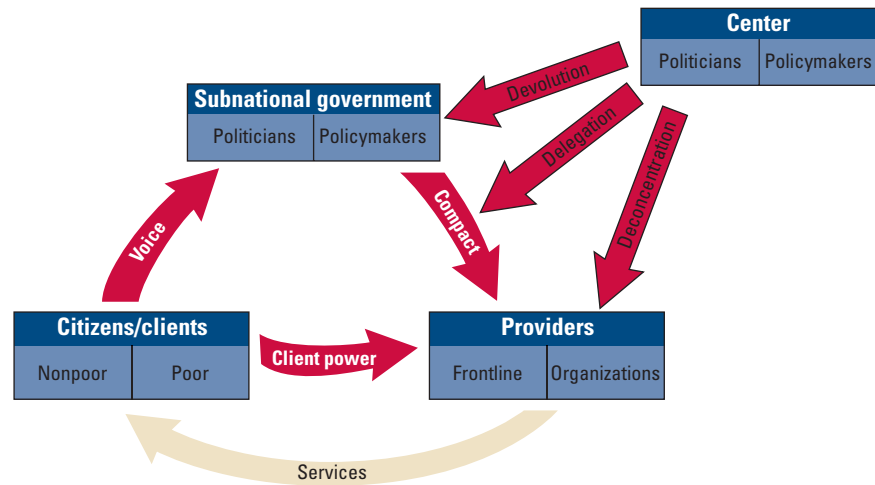 Center
Politicians Policymakers
Devolution
Subnational government
Politicians Policymakers
Delegation
Deconcentration
Voice
Compact
Citizens/clients
Nonpoor Poor
Client power
Providers
Frontline Organizations
Services